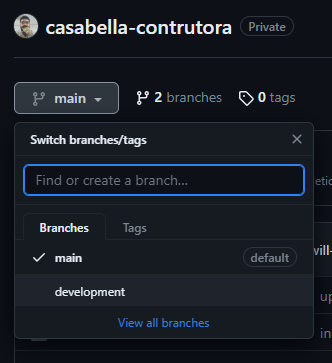 casabella-contrutora Private
main 2 branches 0 tags
Switch branches/tags
Find or create a branch...
Branches Tags
main default
development
View all branches